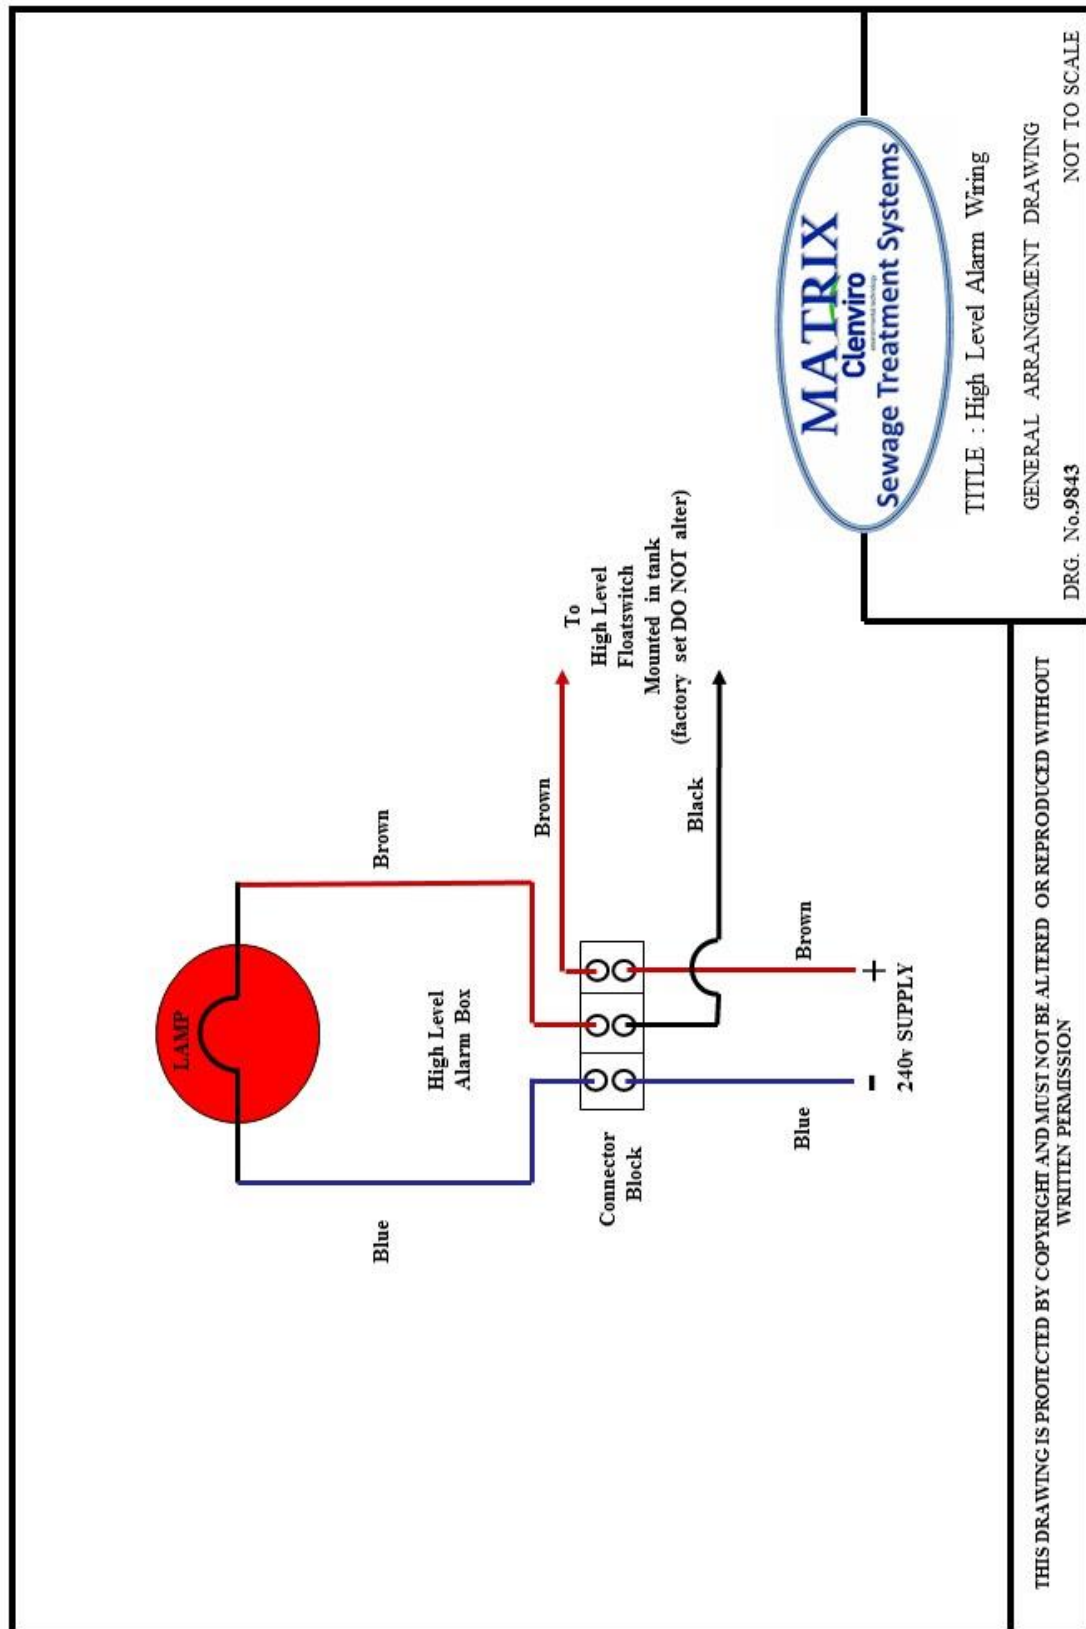 LAMP
Blue
Brown
High Level
Alarm Box
Connector
Block
Brown
To
High Level
Floatswitch
Mounted in tank
(factory set DO NOT alter)
Black
Blue
Brown
- +
240v SUPPLY
MATRIX
Clenviro
environmental technology
Sewage Treatment Systems
TITLE : High Level Alarm Wiring
GENERAL ARRANGEMENT DRAWING
DRG. No.9843 NOT TO SCALE
THIS DRAWING IS PROTECTED BY COPYRIGHT AND MUST NOT BE ALTERED OR REPRODUCED WITHOUT
WRITTEN PERMISSION